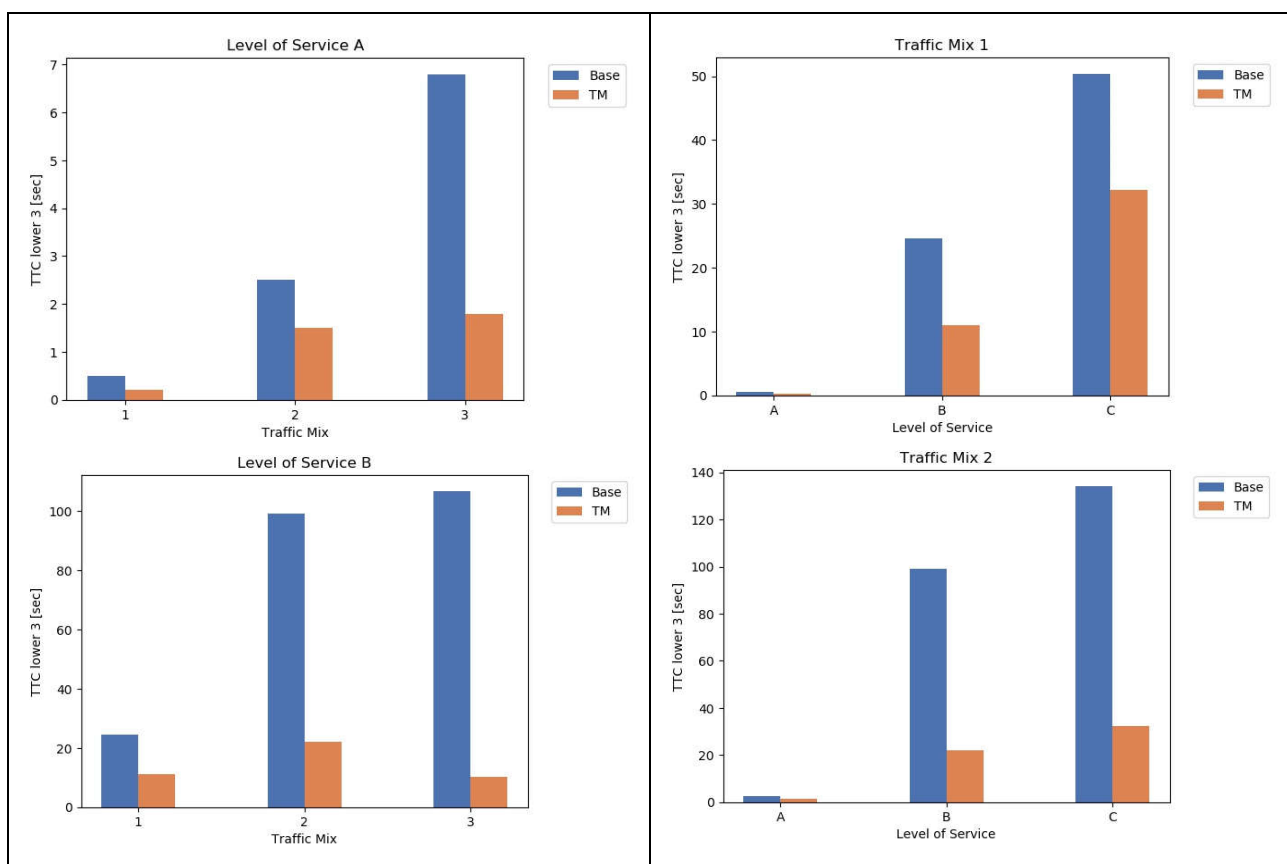 Level of Service A
7
6
5
4
3
2
1
0
TTC lower 3 [sec]
1 2 3
Traffic Mix
Base
TM
Level of Service B
100
80
60
40
20
0
TTC lower 3 [sec]
1 2 3
Traffic Mix
Base
TM
Traffic Mix 1
50
40
30
20
10
0
TTC lower 3 [sec]
A B C
Level of Service
Base
TM
Traffic Mix 2
140
120
100
80
60
40
20
0
TTC lower 3 [sec]
A B C
Level of Service
Base
TM